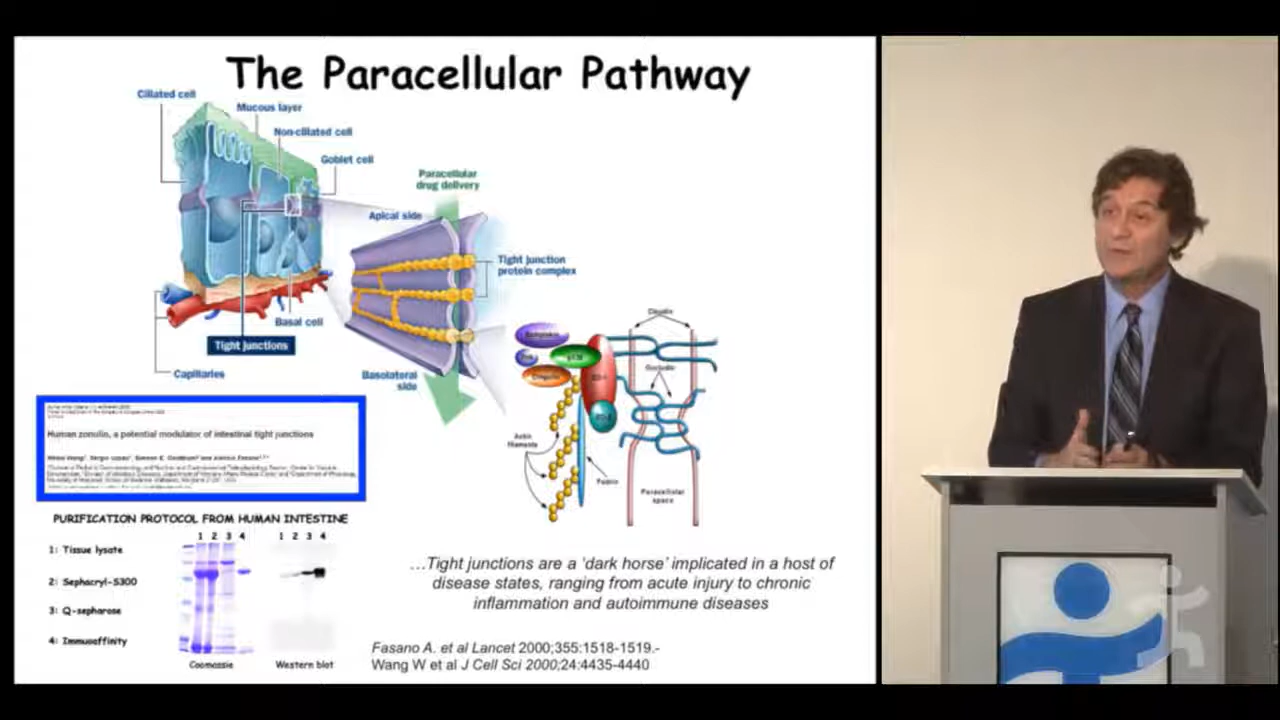 The Paracellular Pathway
Ciliated cell
Mucous layer
Non-ciliated cell
Goblet cell
Paracellular
drug delivery
Apical side
Tight junction
protein complex
Basal cell
Tight junctions
Capillaries
Basolateral
side
Claudin
Occludin
Actin
filaments
Paracellular
space
Human zonulin, a potential modulator of intestinal tight junctions
PURIFICATION PROTOCOL FROM HUMAN INTESTINE
1 2 3 4
1 2 3 4
1: Tissue lysate
2: Sephacryl-S300
3: Q-sepharose
4: Immuoaffinity
Coomassie
Western blot
…Tight junctions are a ‘dark horse’ implicated in a host of
disease states, ranging from acute injury to chronic
inflammation and autoimmune diseases
Fasano A. et al Lancet 2000;355:1518-1519.-
Wang W et al J Cell Sci 2000;24:4435-4440